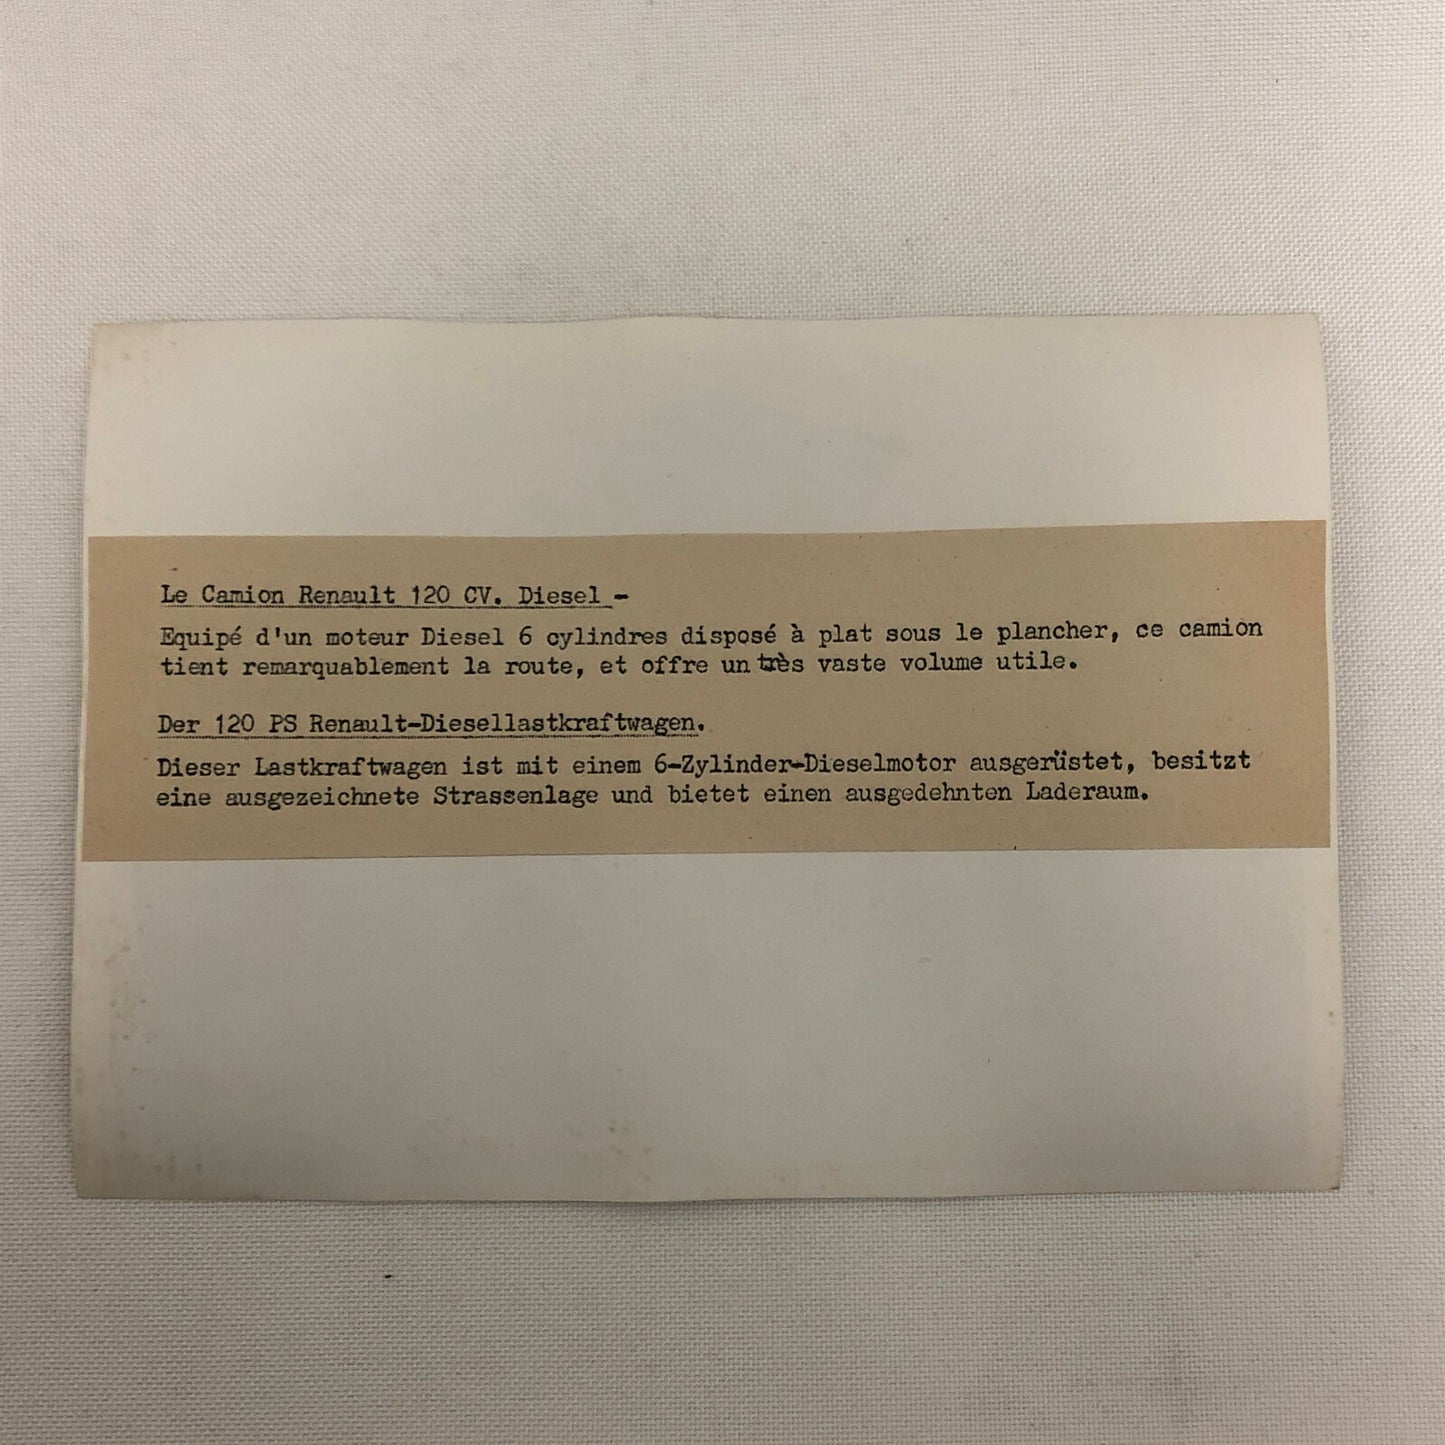 Le Camion Renault 120 CV. Diesel -
Equipé d'un moteur Diesel 6 cylindres disposé à plat sous le plancher, ce camion
tient remarquablement la route, et offre un très vaste volume utile.
Der 120 PS Renault-Diesellastkraftwagen.
Dieser Lastkraftwagen ist mit einem 6-Zylinder-Dieselmotor ausgerüstet, besitzt
eine ausgezeichnete Strassenlage und bietet einen ausgedehnten Laderaum.